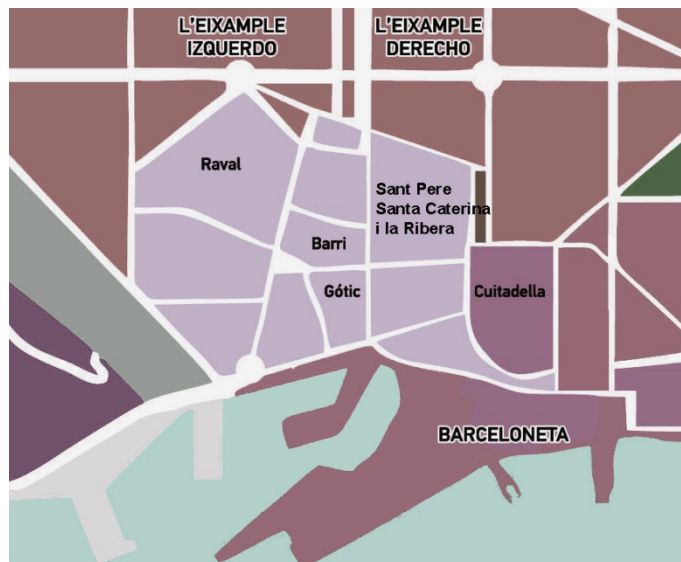 L'EIXAMPLE
IZQUERDO
L'EIXAMPLE
DERECHO
Raval
Sant Pere
Santa Caterina
i la Ribera
Barri
Gótic
Cuitadella
BARCELONETA